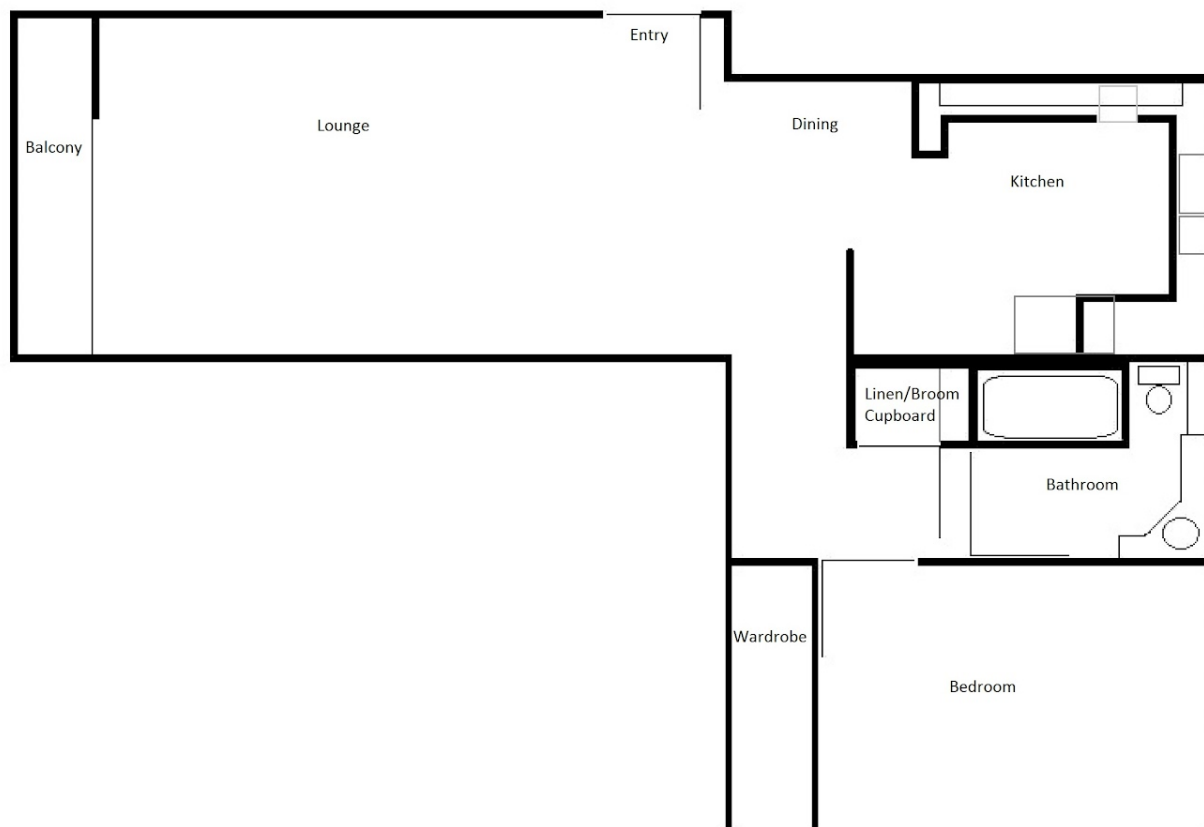 Entry
Lounge
Dining
Balcony
Kitchen
Linen/Broom
Cupboard
Bathroom
Wardrobe
Bedroom